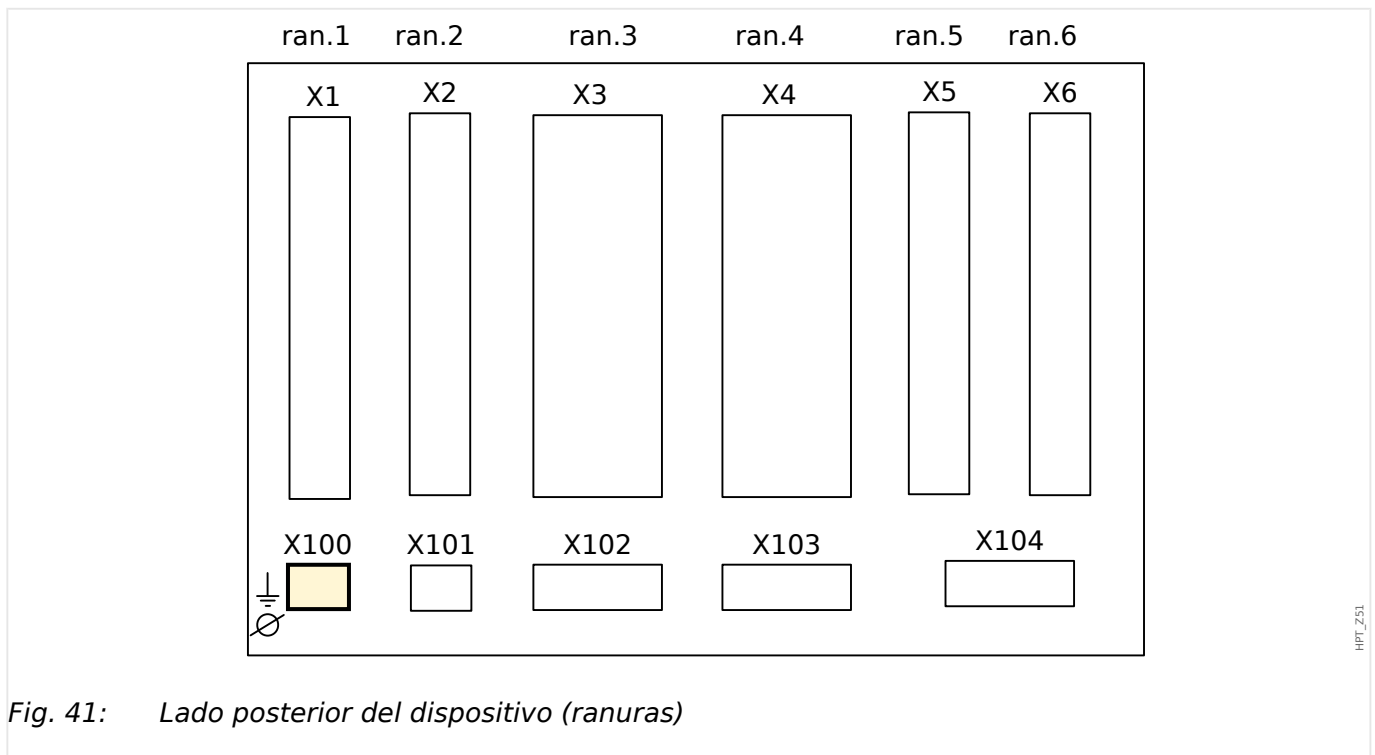 ran.1 ran.2 ran.3 ran.4 ran.5 ran.6
X1 X2 X3 X4 X5 X6
X100 X101 X102 X103 X104
HPT_Z51
Fig. 41: Lado posterior del dispositivo (ranuras)